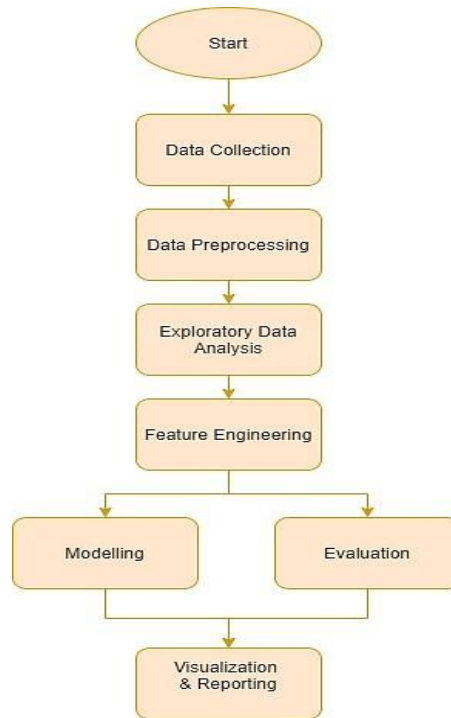 Start
Data Collection
Data Preprocessing
Exploratory Data
Analysis
Feature Engineering
Modelling
Evaluation
Visualization
& Reporting